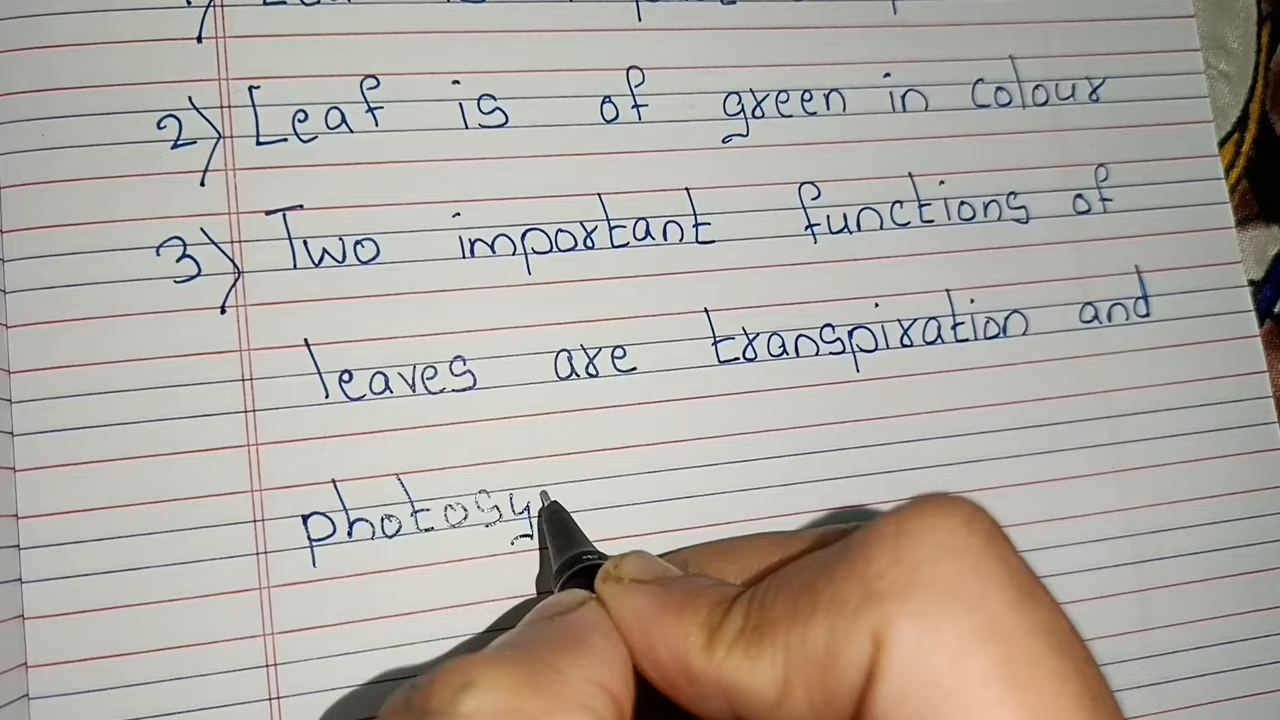 2) Leaf is of green in colour
3) Two important functions of
leaves are transpiration and
photosy